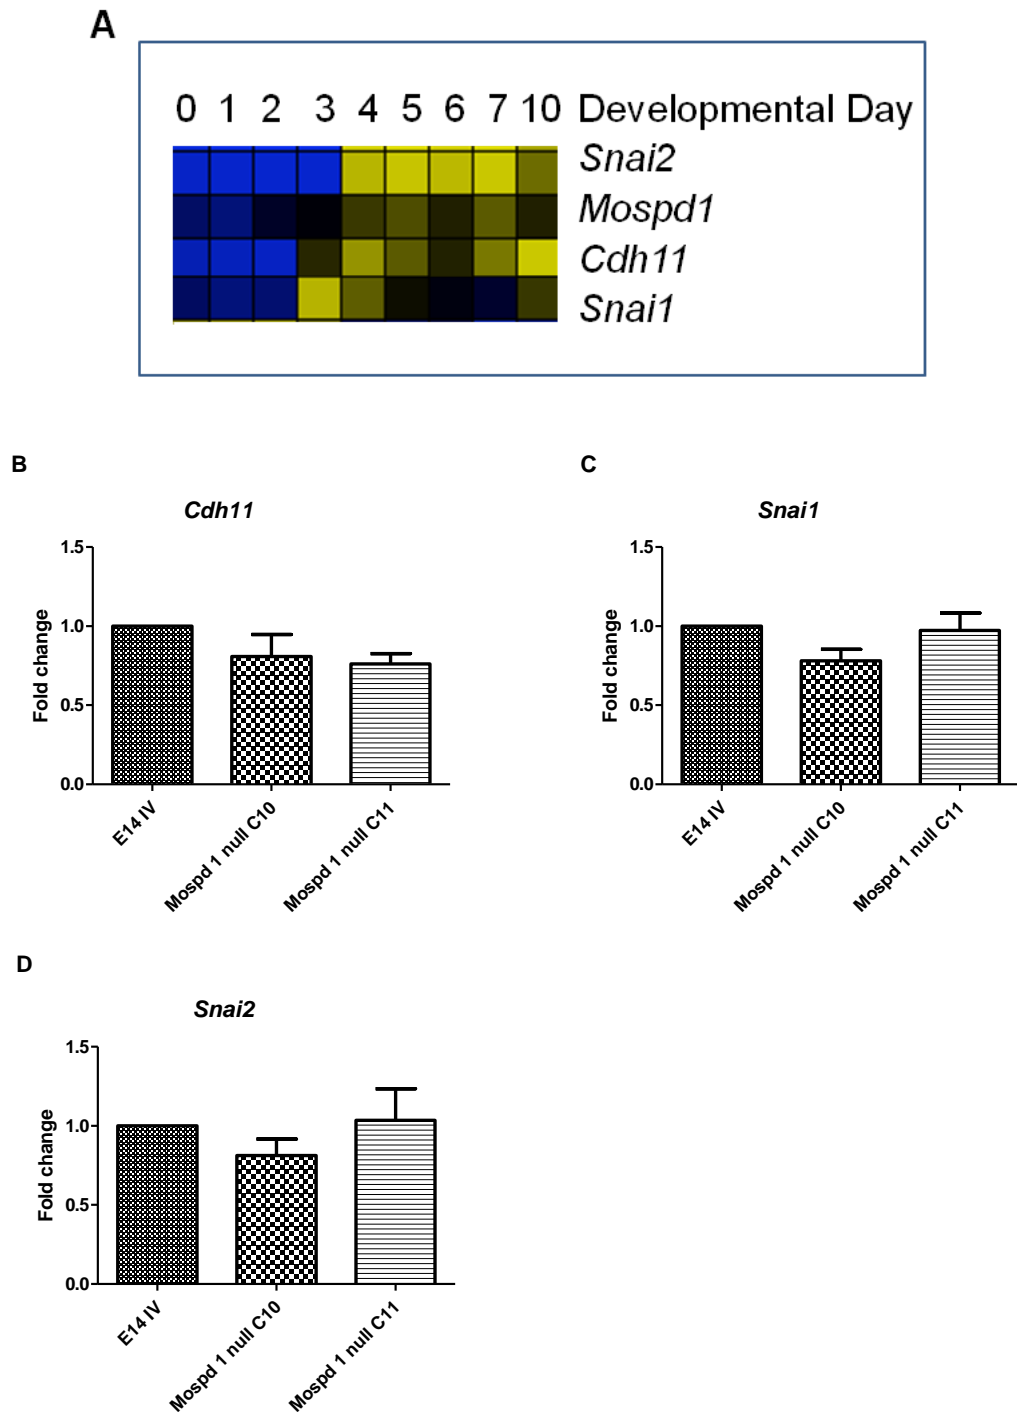 A
0 1 2 3 4 5 6 7 10 Developmental Day
Snai2
Mospd1
Cdh11
Snai1
B
Cdh11
1.5
1.0
0.5
0.0
Fold change
E14 IV
Mospd 1 null C10
Mospd 1 null C11
C
Snai1
1.5
1.0
0.5
0.0
Fold change
E14 IV
Mospd 1 null C10
Mospd 1 null C11
D
Snai2
1.5
1.0
0.5
0.0
Fold change
E14 IV
Mospd 1 null C10
Mospd 1 null C11